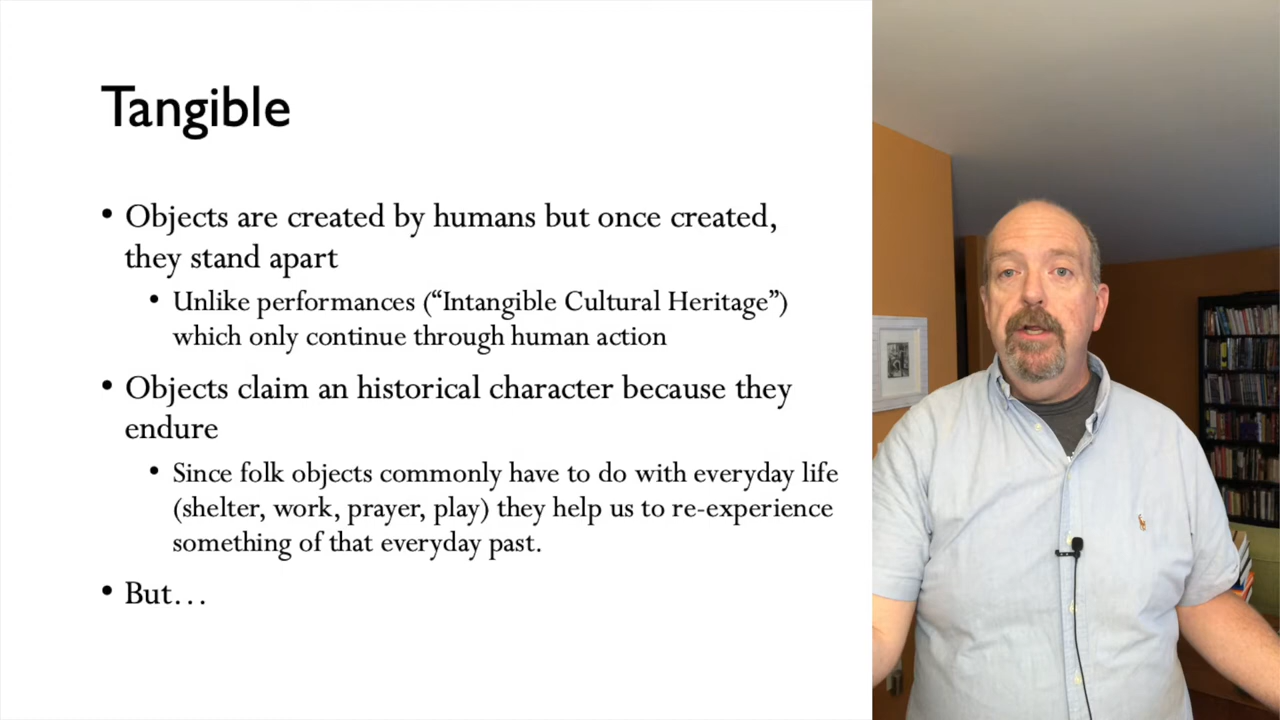 Tangible
• Objects are created by humans but once created,
they stand apart
• Unlike performances (“Intangible Cultural Heritage”)
which only continue through human action
• Objects claim an historical character because they
endure
• Since folk objects commonly have to do with everyday life
(shelter, work, prayer, play) they help us to re-experience
something of that everyday past.
• But…